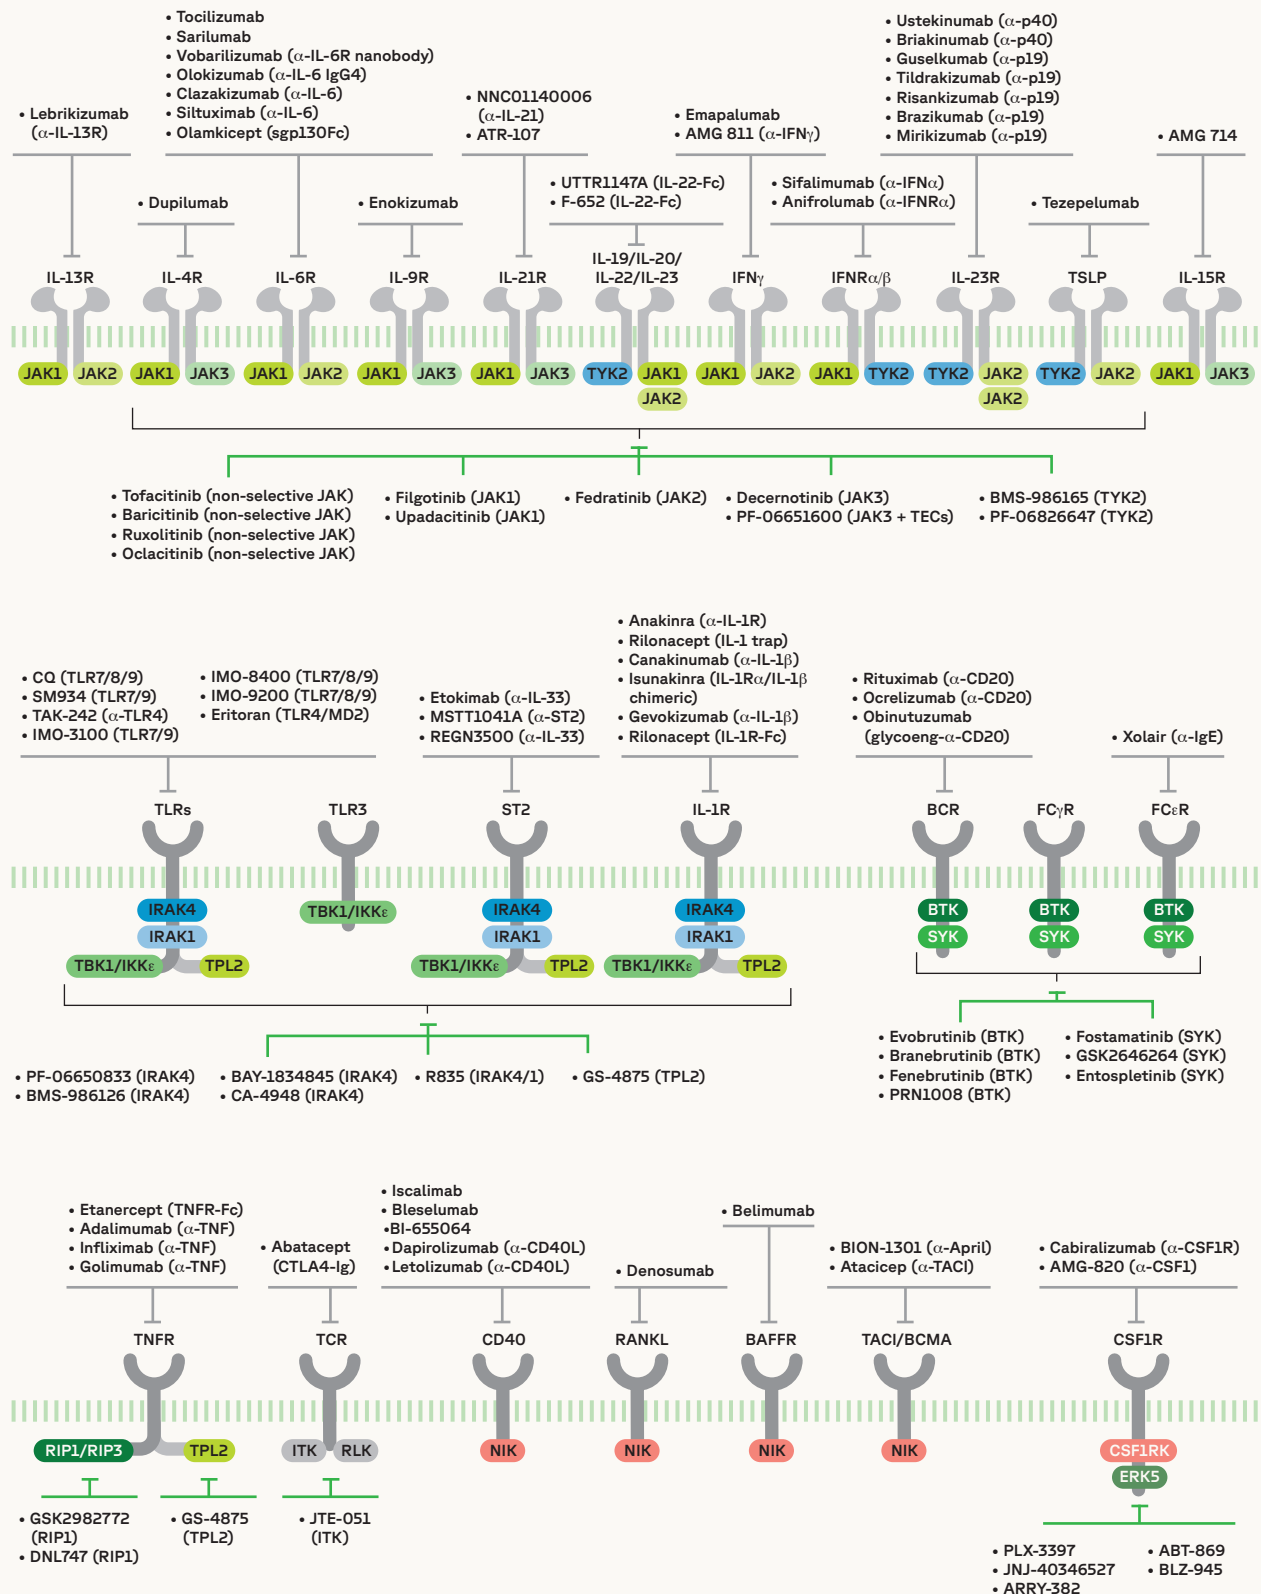 • Tocilizumab
• Sarilumab
• Vobarilizumab (α-IL-6R nanobody)
• Olokizumab (α-IL-6 IgG4)
• Clazakizumab (α-IL-6)
• Siltuximab (α-IL-6)
• Olamkicept (sgp130Fc)
• Ustekinumab (α-p40)
• Briakinumab (α-p40)
• Guselkumab (α-p19)
• Tildrakizumab (α-p19)
• Risankizumab (α-p19)
• Brazikumab (α-p19)
• Mirikizumab (α-p19)
• Lebrikizumab
(α-IL-13R)
• NNC01140006
(α-IL-21)
• ATR-107
• Emapalumab
• AMG 811 (α-IFNγ)
• AMG 714
• Dupilumab
• Enokizumab
• UTTR1147A (IL-22-Fc)
• F-652 (IL-22-Fc)
• Sifalimumab (α-IFNα)
• Anifrolumab (α-IFNRα)
• Tezepelumab
IL-13R
IL-4R
IL-6R
IL-9R
IL-21R
IL-19/IL-20/
IL-22/IL-23
IFNγ
IFNRα/β
IL-23R
TSLP
IL-15R
JAK1 JAK2
JAK1 JAK3
JAK1 JAK2
JAK1 JAK3
JAK1 JAK3
TYK2 JAK1
JAK2
JAK1 JAK2
JAK1 TYK2
TYK2 JAK2
JAK2
TYK2 JAK2
JAK1 JAK3
• Tofacitinib (non-selective JAK)
• Baricitinib (non-selective JAK)
• Ruxolitinib (non-selective JAK)
• Oclacitinib (non-selective JAK)
• Filgotinib (JAK1)
• Upadacitinib (JAK1)
• Fedratinib (JAK2)
• Decernotinib (JAK3)
• PF-06651600 (JAK3 + TECs)
• BMS-986165 (TYK2)
• PF-06826647 (TYK2)
• CQ (TLR7/8/9)
• SM934 (TLR7/9)
• TAK-242 (α-TLR4)
• IMO-3100 (TLR7/9)
• IMO-8400 (TLR7/8/9)
• IMO-9200 (TLR7/8/9)
• Eritoran (TLR4/MD2)
• Etokimab (α-IL-33)
• MSTT1041A (α-ST2)
• REGN3500 (α-IL-33)
• Anakinra (α-IL-1R)
• Rilonacept (IL-1 trap)
• Canakinumab (α-IL-1β)
• Isunakinra (IL-1Rα/IL-1β
chimeric)
• Gevokizumab (α-IL-1β)
• Rilonacept (IL-1R-Fc)
• Rituximab (α-CD20)
• Ocrelizumab (α-CD20)
• Obinutuzumab
(glycoeng-α-CD20)
• Xolair (α-IgE)
TLRs
TLR3
ST2
IL-1R
BCR
FCγR
FCεR
IRAK4
IRAK1
TBK1/IKKε TPL2
TBK1/IKKε
IRAK4
IRAK1
TBK1/IKKε TPL2
IRAK4
IRAK1
TBK1/IKKε TPL2
BTK
SYK
BTK
SYK
BTK
SYK
• PF-06650833 (IRAK4)
• BMS-986126 (IRAK4)
• BAY-1834845 (IRAK4)
• CA-4948 (IRAK4)
• R835 (IRAK4/1)
• GS-4875 (TPL2)
• Evobrutinib (BTK)
• Branebrutinib (BTK)
• Fenebrutinib (BTK)
• PRN1008 (BTK)
• Fostamatinib (SYK)
• GSK2646264 (SYK)
• Entospletinib (SYK)
• Etanercept (TNFR-Fc)
• Adalimumab (α-TNF)
• Infliximab (α-TNF)
• Golimumab (α-TNF)
• Abatacept
(CTLA4-Ig)
• Iscalimab
• Bleselumab
•BI-655064
•Dapirolizumab (α-CD40L)
•Letolizumab (α-CD40L)
• Denosumab
• Belimumab
• BION-1301 (α-April)
• Atacicep (α-TACI)
• Cabiralizumab (α-CSF1R)
• AMG-820 (α-CSF1)
TNFR
TCR
CD40
RANKL
BAFFR
TACI/BCMA
CSF1R
RIP1/RIP3 TPL2
ITK RLK
NIK
NIK
NIK
NIK
CSF1RK
ERK5
• GSK2982772
(RIP1)
• DNL747 (RIP1)
• GS-4875
(TPL2)
• JTE-051
(ITK)
• PLX-3397
• JNJ-40346527
• ARRY-382
• ABT-869
• BLZ-945